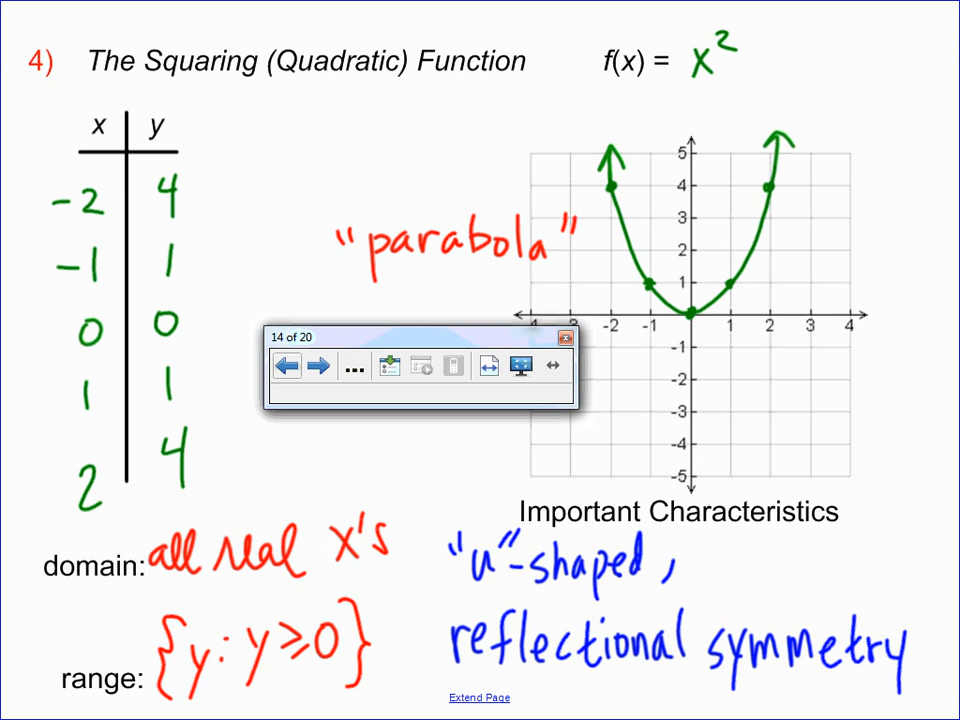 4) The Squaring (Quadratic) Function f(x) = x²
x y
-2 4
-1 1
0 0
1 1
2 4
"parabola"
5
4
3
2
1
-2 -1 1 2 3 4
-1
-2
-3
-4
-5
14 of 20
...
Important Characteristics
domain: all real x's
"u"-shaped,
range: {y: y≥0}
reflectional symmetry
Extend Page